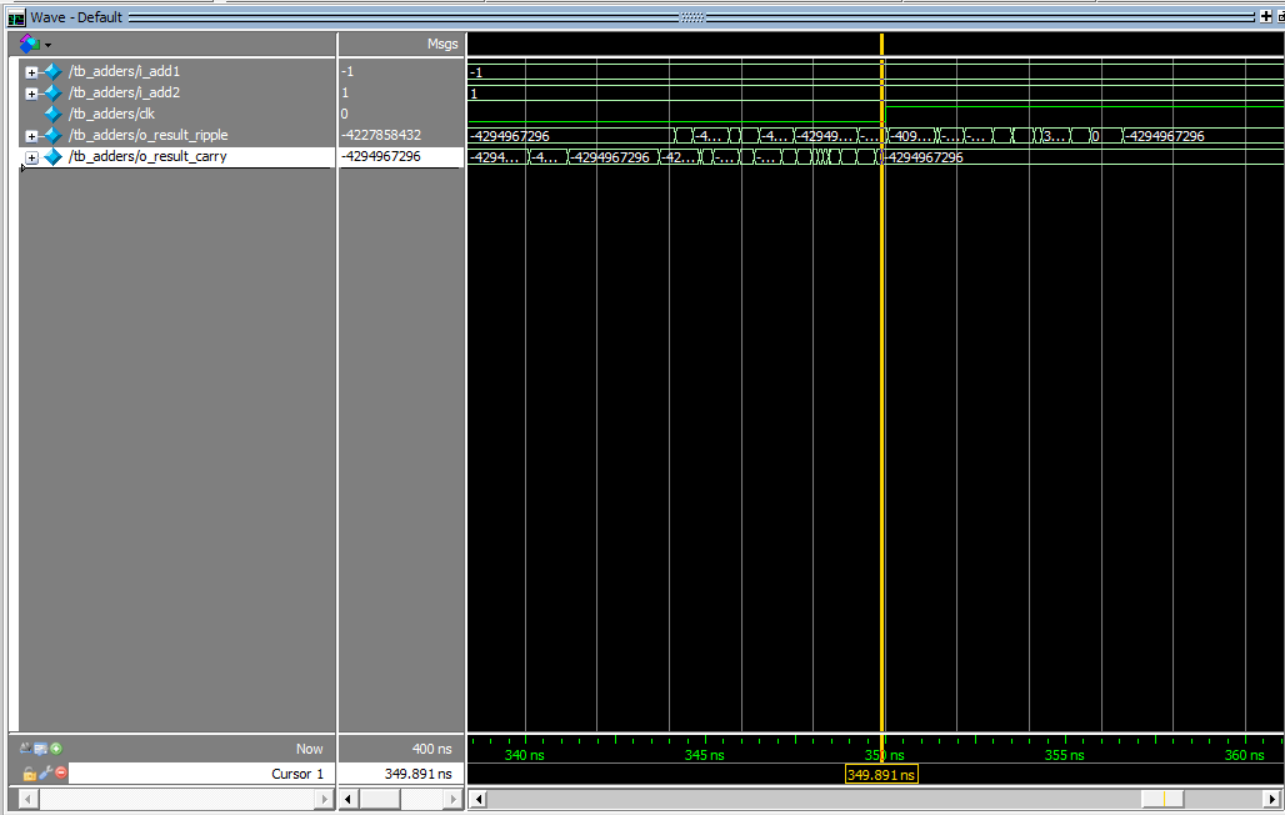 Wave - Default
Msgs
/tb_adders/i_add1 -1 -1
/tb_adders/i_add2 1 1
/tb_adders/clk 0
/tb_adders/o_result_ripple -4227858432 -4294967296 -4... -4... -42949... -... -409... -... -... 3... 0 -4294967296
/tb_adders/o_result_carry -4294967296 -4294... -4... -4294967296 -42... -... -... -4294967296
Now 400 ns 340 ns 345 ns 350 ns 355 ns 360 ns
Cursor 1 349.891 ns 349.891 ns